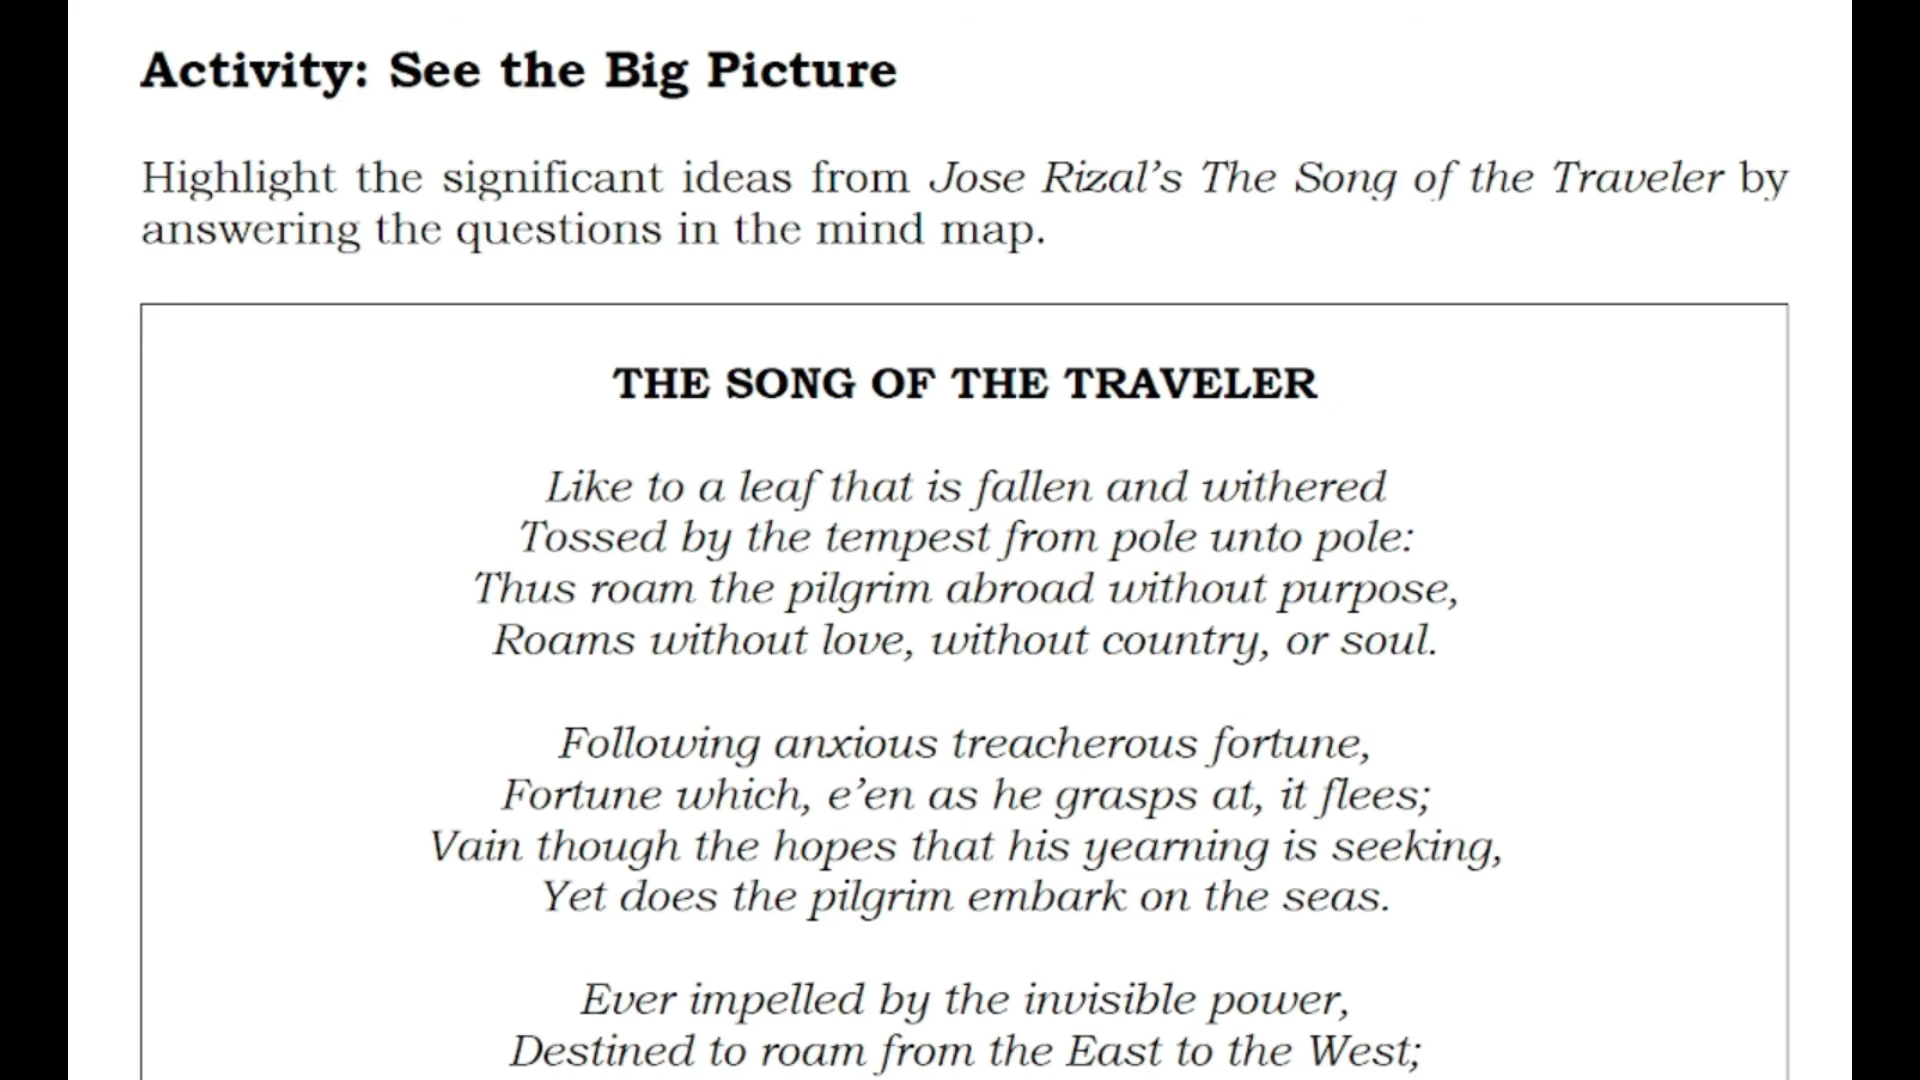 Activity: See the Big Picture
Highlight the significant ideas from Jose Rizal's The Song of the Traveler by
answering the questions in the mind map.
THE SONG OF THE TRAVELER
Like to a leaf that is fallen and withered
Tossed by the tempest from pole unto pole:
Thus roam the pilgrim abroad without purpose,
Roams without love, without country, or soul.
Following anxious treacherous fortune,
Fortune which, e'en as he grasps at, it flees;
Vain though the hopes that his yearning is seeking,
Yet does the pilgrim embark on the seas.
Ever impelled by the invisible power,
Destined to roam from the East to the West;